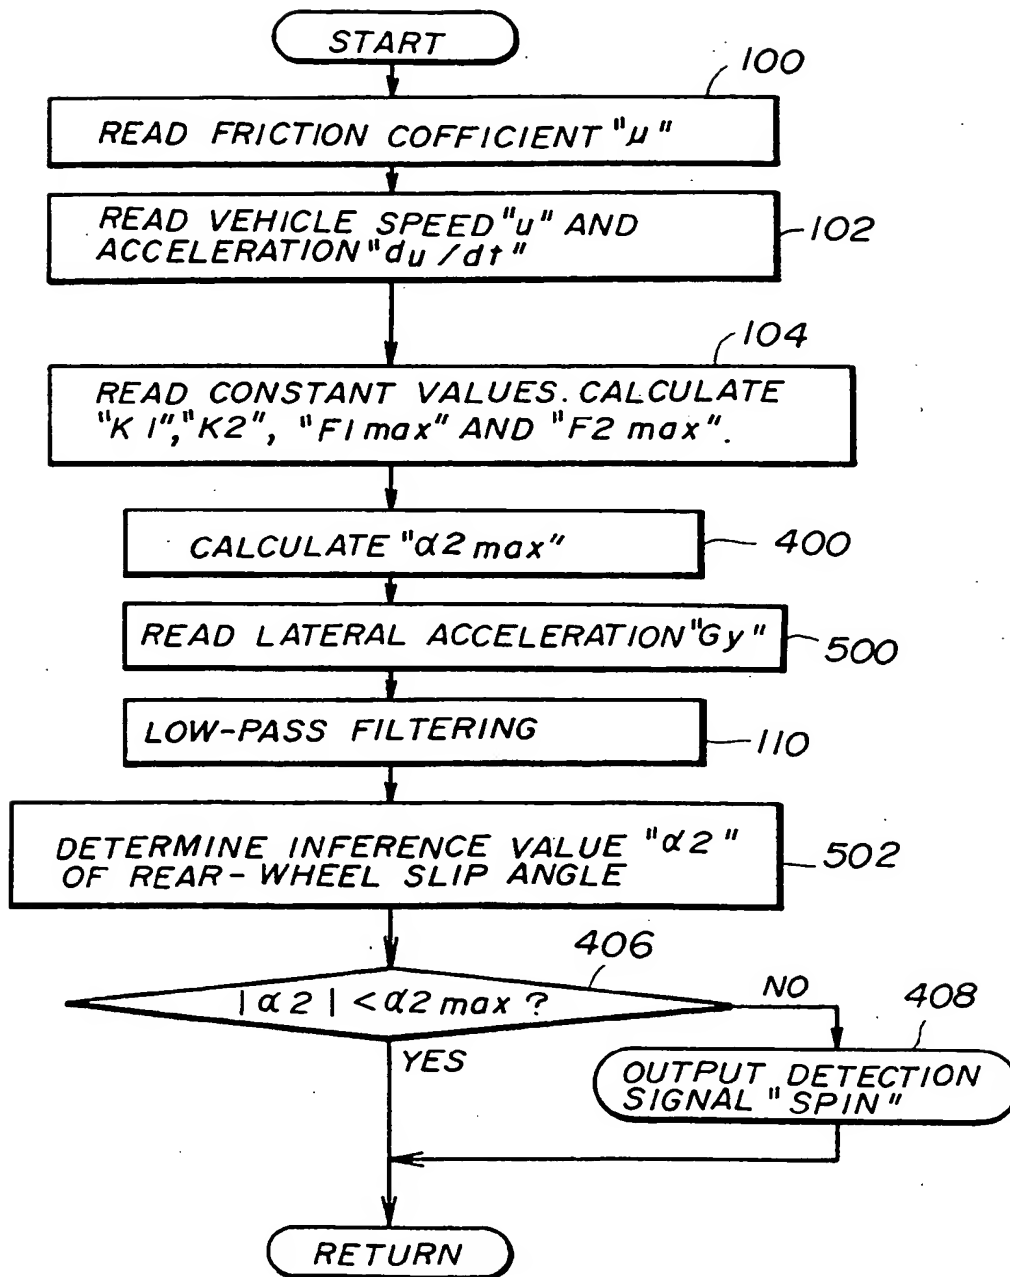 START
100
READ FRICTION COFFICIENT "μ"
READ VEHICLE SPEED "u" AND
ACCELERATION "du/dt"
102
104
READ CONSTANT VALUES. CALCULATE
"K1", "K2", "F1max" AND "F2max".
CALCULATE "α2max"
400
READ LATERAL ACCELERATION "Gy"
500
LOW-PASS FILTERING
110
DETERMINE INFERENCE VALUE "α2"
OF REAR-WHEEL SLIP ANGLE
502
406
|α2| < α2max ?
NO
408
YES
OUTPUT DETECTION
SIGNAL "SPIN"
RETURN